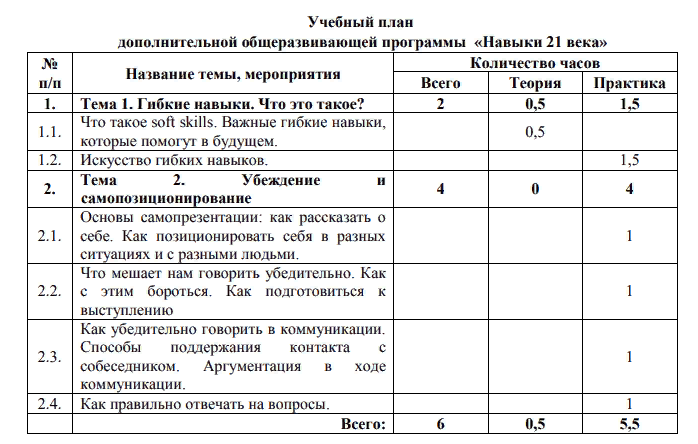 Учебный план
дополнительной общеразвивающей программы «Навыки 21 века»
№ п/п
Название темы, мероприятия
Количество часов
Всего Теория Практика
1. Тема 1. Гибкие навыки. Что это такое? 2 0,5 1,5
1.1. Что такое soft skills. Важные гибкие навыки,
которые помогут в будущем. 0,5
1.2. Искусство гибких навыков. 1,5
2. Тема 2. Убеждение и
самопозиционирование 4 0 4
2.1. Основы самопрезентации: как рассказать о
себе. Как позиционировать себя в разных
ситуациях и с разными людьми. 1
2.2. Что мешает нам говорить убедительно. Как
с этим бороться. Как подготовиться к
выступлению 1
2.3. Как убедительно говорить в коммуникации.
Способы поддержания контакта с
собеседником. Аргументация в ходе
коммуникации. 1
2.4. Как правильно отвечать на вопросы. 1
Всего: 6 0,5 5,5